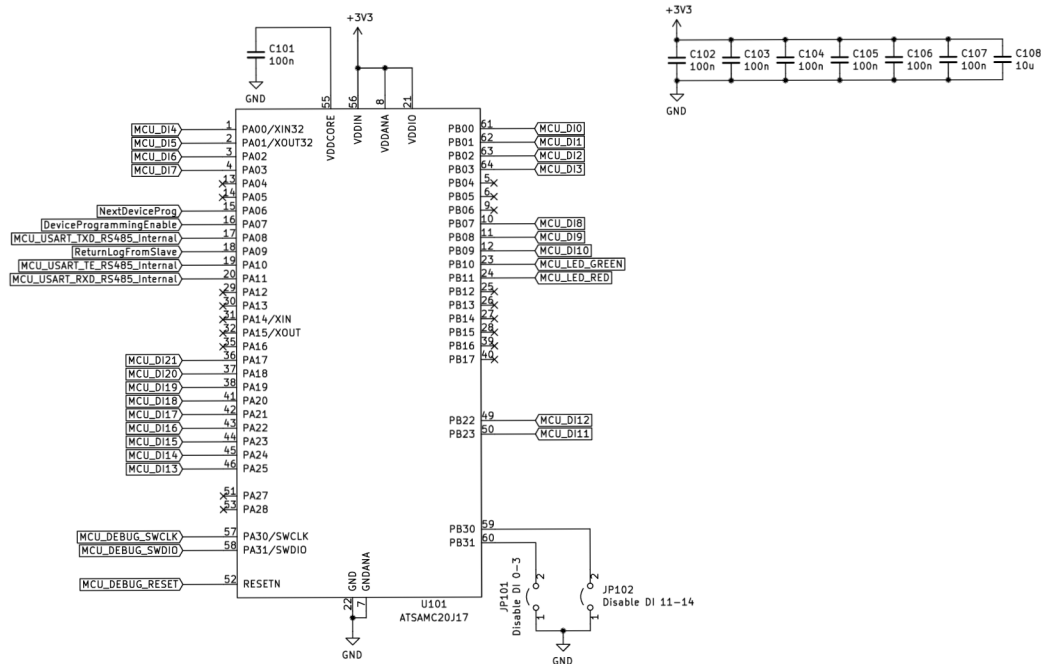 +3V3
C101
100n
GND
55
VDDCORE
VDDIN
56
VDDANA
8
VDDIO
21
+3V3
C102
100n
C103
100n
C104
100n
C105
100n
C106
100n
C107
100n
C108
10u
GND
MCU_DI4 1 PA00/XIN32
MCU_DI5 2 PA01/XOUT32
MCU_DI6 3 PA02
MCU_DI7 4 PA03
13 PA04
14 PA05
NextDeviceProg 15 PA06
DeviceProgrammingEnable 16 PA07
MCU_USART_TXD_RS485_Internal 17 PA08
ReturnLogFromSlave 18 PA09
MCU_USART_TE_RS485_Internal 19 PA10
MCU_USART_RXD_RS485_Internal 20 PA11
29 PA12
30 PA13
31 PA14/XIN
32 PA15/XOUT
35 PA16
MCU_DI21 36 PA17
MCU_DI20 37 PA18
MCU_DI19 38 PA19
MCU_DI18 41 PA20
MCU_DI17 42 PA21
MCU_DI16 43 PA22
MCU_DI15 44 PA23
MCU_DI14 45 PA24
MCU_DI13 46 PA25
51 PA27
53 PA28
MCU_DEBUG_SWCLK 57 PA30/SWCLK
MCU_DEBUG_SWDIO 58 PA31/SWDIO
MCU_DEBUG_RESET 52 RESETN
PB00 61 MCU_DI0
PB01 62 MCU_DI1
PB02 63 MCU_DI2
PB03 64 MCU_DI3
PB04 5
PB05 6
PB06 9
PB07 10 MCU_DI8
PB08 11 MCU_DI9
PB09 12 MCU_DI10
PB10 23 MCU_LED_GREEN
PB11 24 MCU_LED_RED
PB12 25
PB13 26
PB14 27
PB15 28
PB16 39
PB17 40
PB22 49 MCU_DI12
PB23 50 MCU_DI11
PB30 59
PB31 60
GND
22
GNDANA
7
U101
ATSAMC20J17
GND
JP101
Disable DI 0-3
2
1
JP102
Disable DI 11-14
2
1
GND